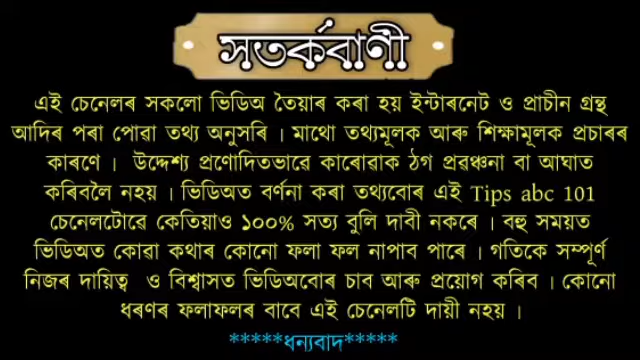 সতৰ্কবাণী
এই চেনেলৰ সকলো ভিডিঅ তৈয়াৰ কৰা হয় ইন্টাৰনেট ও প্ৰাচীন গ্ৰন্থ
আদিৰ পৰা পোৱা তথ্য অনুসৰি । মাথো তথ্যমূলক আৰু শিক্ষামূলক প্ৰচাৰৰ
কাৰণে । উদ্দেশ্য প্ৰণোদিতভাৱে কাৰোৱাক ঠগ প্ৰৱঞ্চনা বা আঘাত
কৰিবলৈ নহয় । ভিডিঅত বৰ্ণনা কৰা তথ্যবোৰ এই Tips abc 101
চেনেলটোৱে কেতিয়াও ১০০% সত্য বুলি দাবী নকৰে । বহু সময়ত
ভিডিঅত কোৱা কথাৰ কোনো ফলা ফল নাপাব পাৰে । গতিকে সম্পূৰ্ণ
নিজৰ দায়িত্ব ও বিশ্বাসত ভিডিঅবোৰ চাব আৰু প্ৰয়োগ কৰিব । কোনো
ধৰণৰ ফলাফলৰ বাবে এই চেনেলটি দায়ী নহয় ।
*****ধন্যবাদ*****